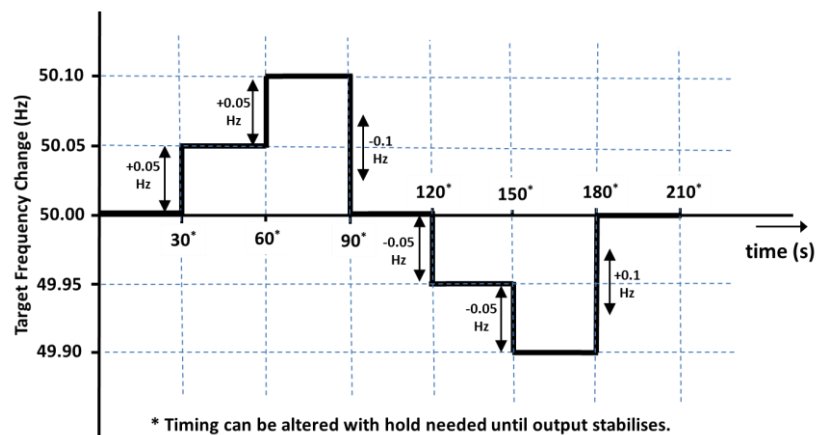 Target Frequency Change (Hz)
50.10
50.05
50.00
49.95
49.90
+0.05
Hz
+0.05
Hz
-0.1
Hz
30*
60*
90*
120*
150*
180*
210*
-0.05
Hz
-0.05
Hz
+0.1
Hz
time (s)
* Timing can be altered with hold needed until output stabilises.